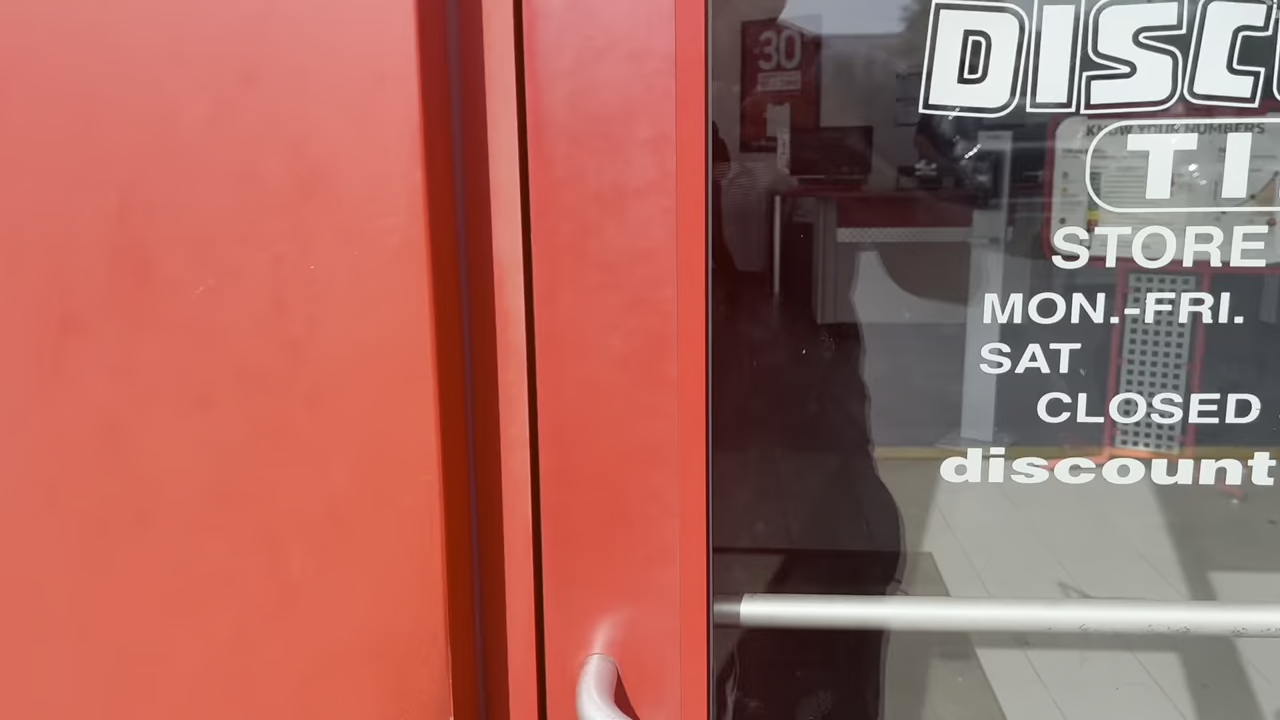 DISC
TI
STORE
MON.-FRI.
SAT
CLOSED
discount
30
KNOW YOUR NUMBERS